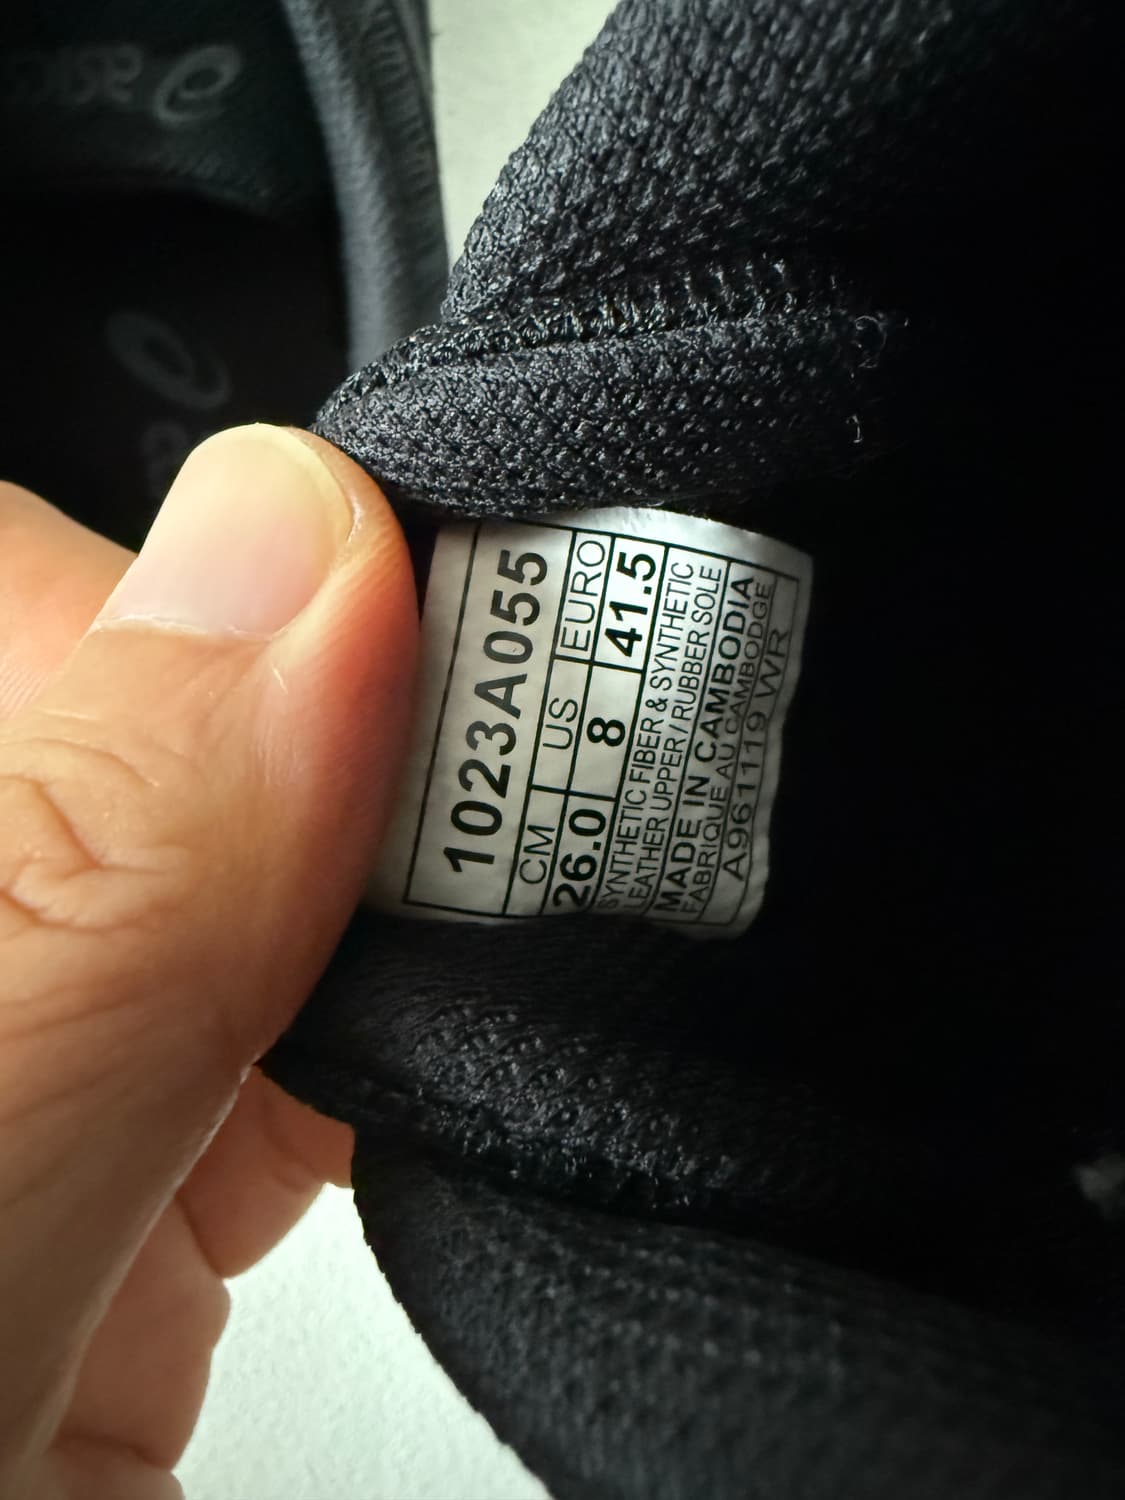 asics
1023A055
CM US EURO
26.0 8 41.5
SYNTHETIC FIBER & SYNTHETIC
LEATHER UPPER / RUBBER SOLE
MADE IN CAMBODIA
FABRIQUE AU CAMBODGE
A961119 WR